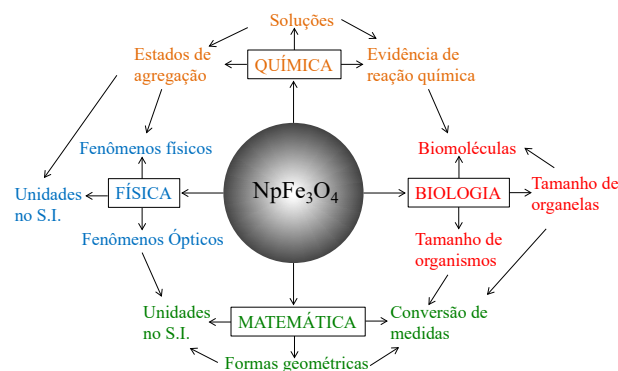 Soluções
Estados de
agregação
QUÍMICA
Evidência de
reação química
Fenômenos físicos
Biomoléculas
Unidades
no S.I.
FÍSICA
NpFe₃O₄
BIOLOGIA
Tamanho de
organelas
Fenômenos Ópticos
Tamanho de
organismos
Unidades
no S.I.
MATEMÁTICA
Conversão de
medidas
Formas geométricas